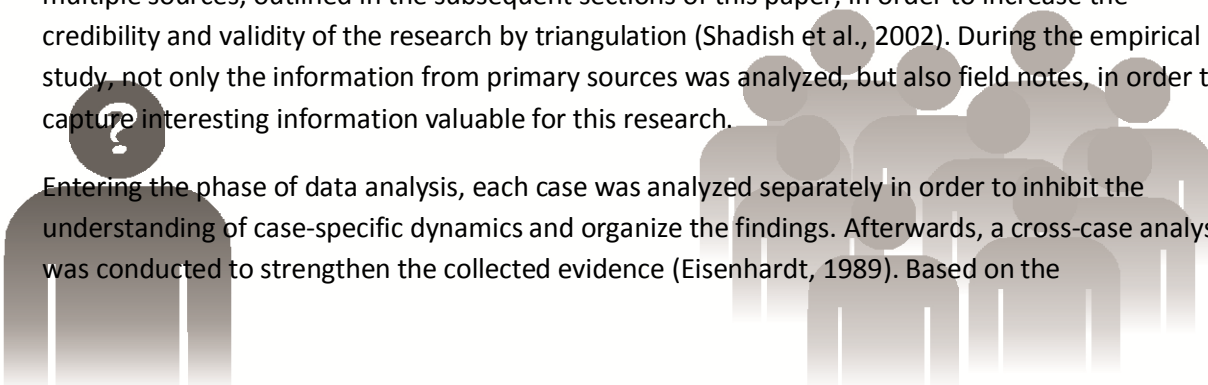 multiple sources, outlined in the subsequent sections of this paper, in order to increase the
credibility and validity of the research by triangulation (Shadish et al., 2002). During the empirical
study, not only the information from primary sources was analyzed, but also field notes, in order t
capture interesting information valuable for this research.
Entering the phase of data analysis, each case was analyzed separately in order to inhibit the
understanding of case-specific dynamics and organize the findings. Afterwards, a cross-case analys
was conducted to strengthen the collected evidence (Eisenhardt, 1989). Based on the
?